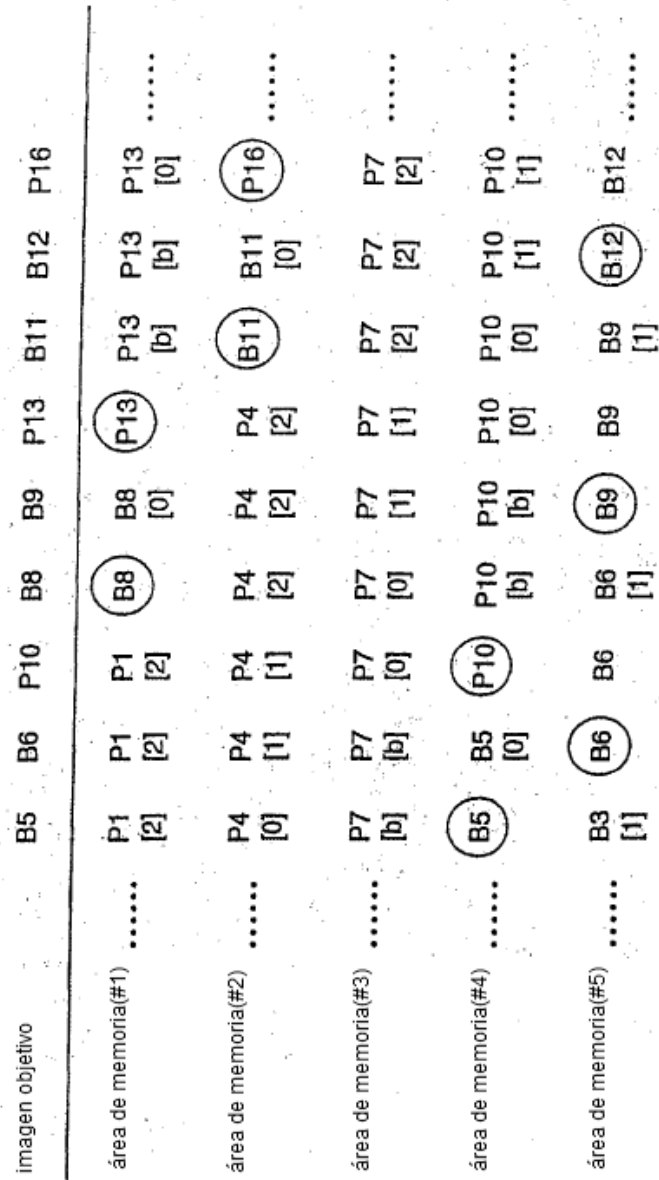 imagen objetivo B5 B6 P10 B8 B9 P13 B11 B12 P16
área de memoria(#1) ...... P1 P1 P1 B8 B8 P13 P13 P13 P13 ......
[2] [2] [2] [0] [b] [b] [0]
área de memoria(#2) ...... P4 P4 P4 P4 P4 P4 B11 B11 P16 ......
[0] [1] [1] [2] [2] [2] [0]
área de memoria(#3) ...... P7 P7 P7 P7 P7 P7 P7 P7 P7 ......
[b] [b] [0] [0] [1] [1] [2] [2] [2]
área de memoria(#4) ...... B5 B5 P10 P10 P10 P10 P10 P10 P10 ......
[0] [b] [b] [0] [0] [1] [1]
área de memoria(#5) ...... B3 B6 B6 B6 B9 B9 B9 B12 B12 ......
[1] [1] [1]